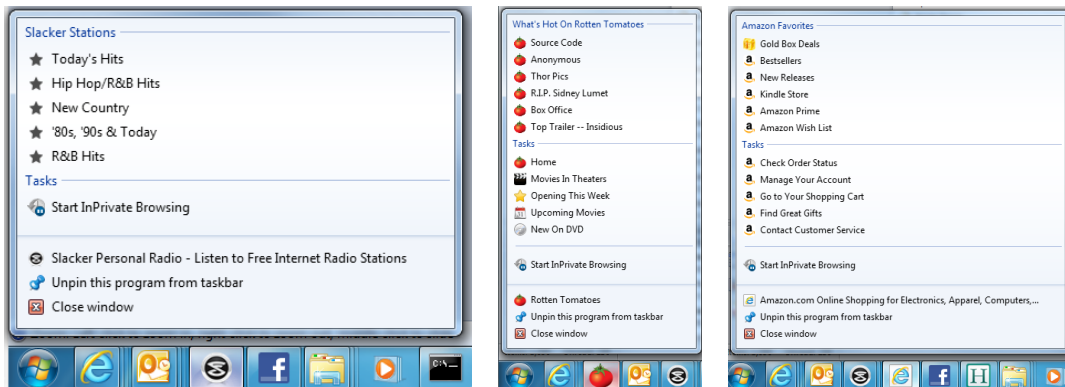 Slacker Stations
Today's Hits
Hip Hop/R&B Hits
New Country
'80s, '90s & Today
R&B Hits
Tasks
Start InPrivate Browsing
Slacker Personal Radio - Listen to Free Internet Radio Stations
Unpin this program from taskbar
Close window
What's Hot On Rotten Tomatoes
Source Code
Anonymous
Thor Pics
R.I.P. Sidney Lumet
Box Office
Top Trailer -- Insidious
Tasks
Home
Movies In Theaters
Opening This Week
Upcoming Movies
New On DVD
Start InPrivate Browsing
Rotten Tomatoes
Unpin this program from taskbar
Close window
Amazon Favorites
Gold Box Deals
Bestsellers
New Releases
Kindle Store
Amazon Prime
Amazon Wish List
Tasks
Check Order Status
Manage Your Account
Go to Your Shopping Cart
Find Great Gifts
Contact Customer Service
Start InPrivate Browsing
Amazon.com Online Shopping for Electronics, Apparel, Computers,...
Unpin this program from taskbar
Close window